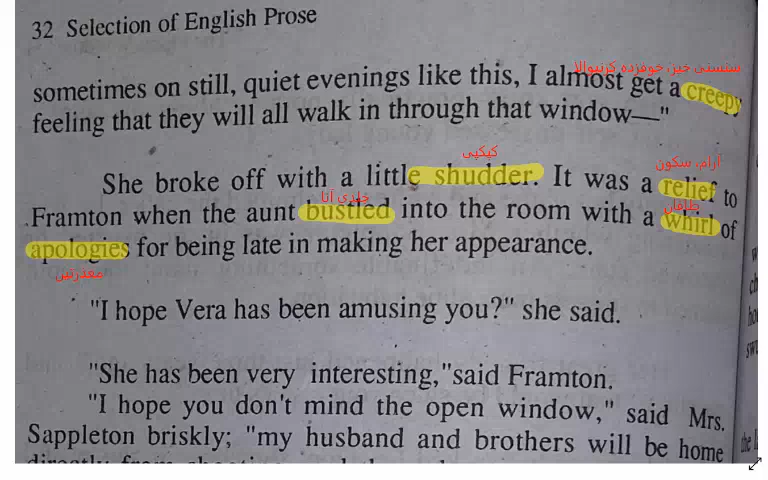 32 Selection of English Prose
سنسنی خیز، خوفزدہ کرنیوالا
sometimes on still, quiet evenings like this, I almost get a creepy
feeling that they will all walk in through that window—"
کپکپی
آرام، سکون
She broke off with a little shudder. It was a relief to
جلدی آنا
Framton when the aunt bustled into the room with a whirl of
apologies for being late in making her appearance.
معذرتیں
"I hope Vera has been amusing you?" she said.
"She has been very interesting,"said Framton.
"I hope you don't mind the open window," said Mrs.
Sappleton briskly; "my husband and brothers will be home